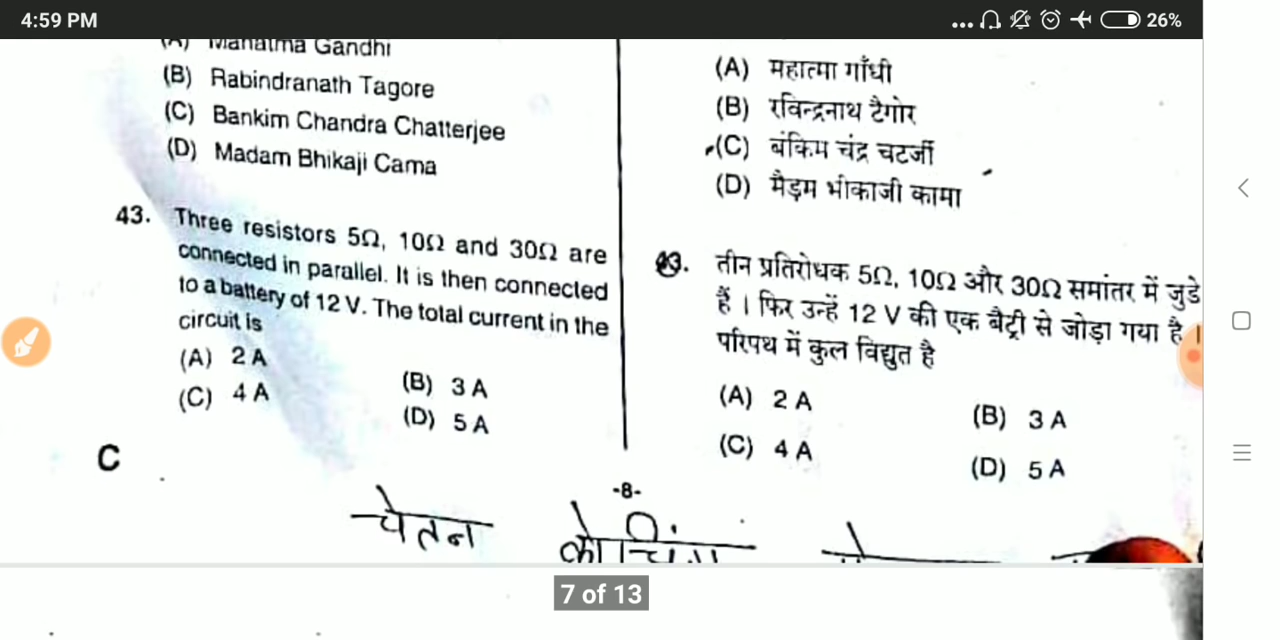 4:59 PM
... 26%
(A) Mahatma Gandhi
(B) Rabindranath Tagore
(C) Bankim Chandra Chatterjee
(D) Madam Bhikaji Cama
43. Three resistors 5Ω, 10Ω and 30Ω are
connected in parallel. It is then connected
to a battery of 12 V. The total current in the
circuit is
(A) 2 A
(B) 3 A
(C) 4 A
(D) 5 A
C
(A) महात्मा गाँधी
(B) रविन्द्रनाथ टैगोर
(C) बंकिम चंद्र चटर्जी
(D) मैड़म भीकाजी कामा
43. तीन प्रतिरोधक 5Ω, 10Ω और 30Ω समांतर में जुडे
हैं । फिर उन्हें 12 V की एक बैट्री से जोड़ा गया है ।
परिपथ में कुल विद्युत है
(A) 2 A
(B) 3 A
(C) 4 A
(D) 5 A
-8-
चेतन
7 of 13